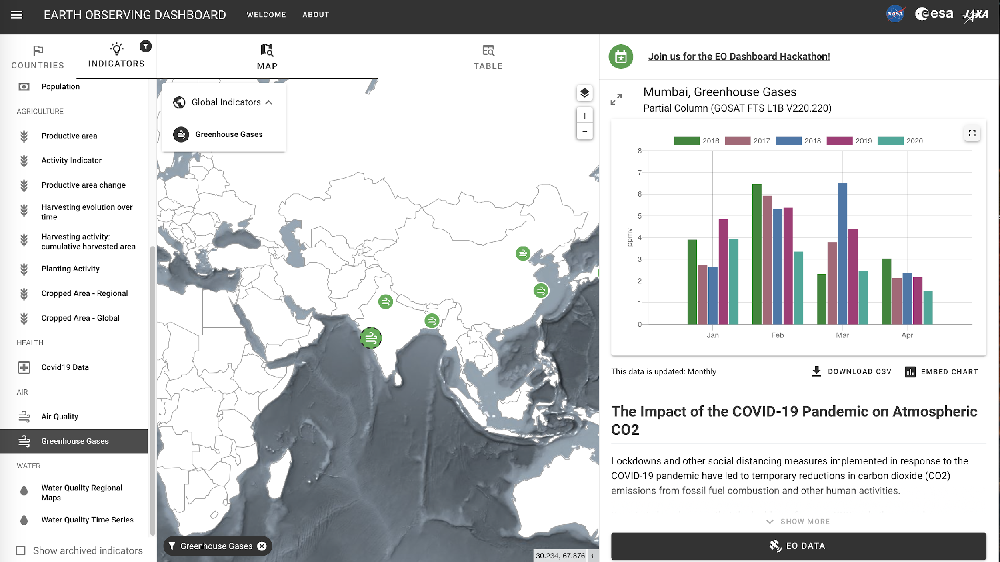 EARTH OBSERVING DASHBOARD
WELCOME
ABOUT
NASA
esa
JAXA
COUNTRIES
INDICATORS
MAP
TABLE
Population
AGRICULTURE
Productive area
Activity Indicator
Productive area change
Harvesting evolution over
time
Harvesting activity:
cumulative harvested area
Planting Activity
Cropped Area - Regional
Cropped Area - Global
HEALTH
Covid19 Data
AIR
Air Quality
Greenhouse Gases
WATER
Water Quality Regional
Maps
Water Quality Time Series
Show archived indicators
Global Indicators
Greenhouse Gases
+
−
Greenhouse Gases
30.234, 67.876
i
Join us for the EO Dashboard Hackathon!
Mumbai, Greenhouse Gases
Partial Column (GOSAT FTS L1B V220.220)
2016 2017 2018 2019 2020
8
7
6
5
4
3
2
1
0
ppmv
Jan Feb Mar Apr
This data is updated: Monthly
DOWNLOAD CSV
EMBED CHART
The Impact of the COVID-19 Pandemic on Atmospheric
CO2
Lockdowns and other social distancing measures implemented in response to the
COVID-19 pandemic have led to temporary reductions in carbon dioxide (CO2)
emissions from fossil fuel combustion and other human activities.
SHOW MORE
EO DATA